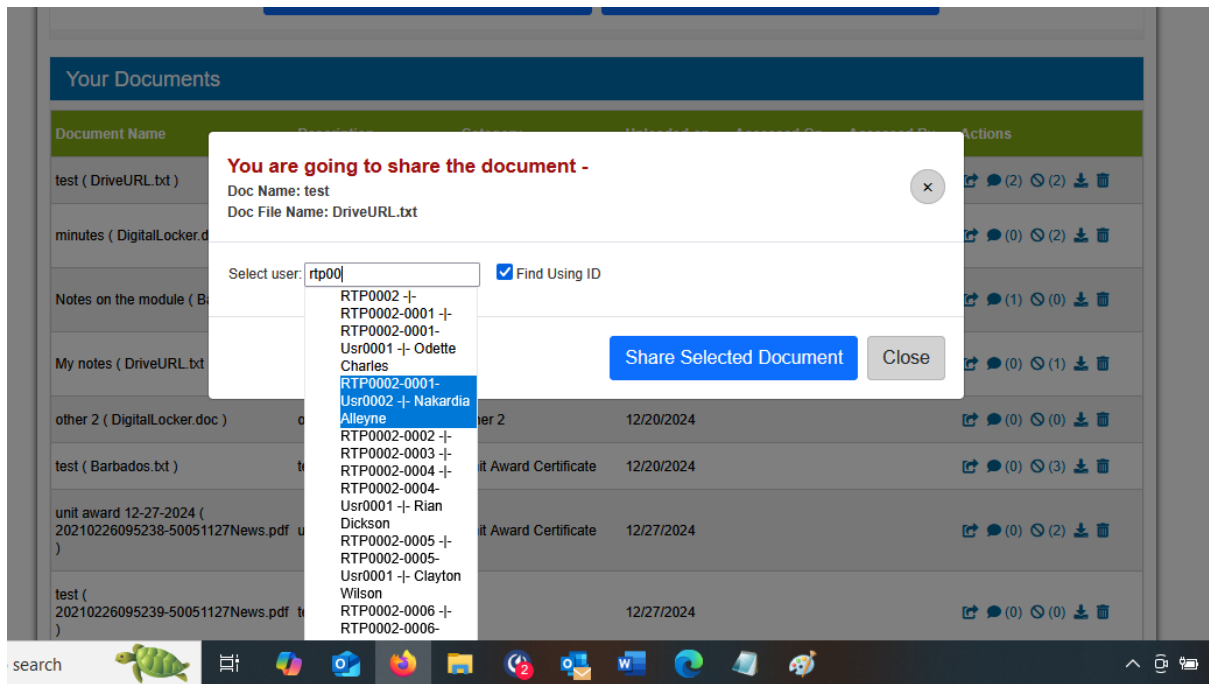 Your Documents
Document Name
Actions
test ( DriveURL.txt )
(2) (2)
minutes ( DigitalLocker.d
(0) (2)
Notes on the module ( Ba
(1) (0)
My notes ( DriveURL.txt
(0) (1)
other 2 ( DigitalLocker.doc )
12/20/2024
(0) (0)
test ( Barbados.txt )
it Award Certificate
12/20/2024
(0) (3)
unit award 12-27-2024 (
20210226095238-50051127News.pdf
)
it Award Certificate
12/27/2024
(0) (2)
test (
20210226095239-50051127News.pdf
)
12/27/2024
(0) (0)
You are going to share the document -
Doc Name: test
Doc File Name: DriveURL.txt
×
Select user: rtp00
Find Using ID
RTP0002 -|-
RTP0002-0001 -|-
RTP0002-0001-
Usr0001 -|- Odette
Charles
RTP0002-0001-
Usr0002 -|- Nakardia
Alleyne
RTP0002-0002 -|-
RTP0002-0003 -|-
RTP0002-0004 -|-
RTP0002-0004-
Usr0001 -|- Rian
Dickson
RTP0002-0005 -|-
RTP0002-0005-
Usr0001 -|- Clayton
Wilson
RTP0002-0006 -|-
RTP0002-0006-
Share Selected Document
Close
search
2